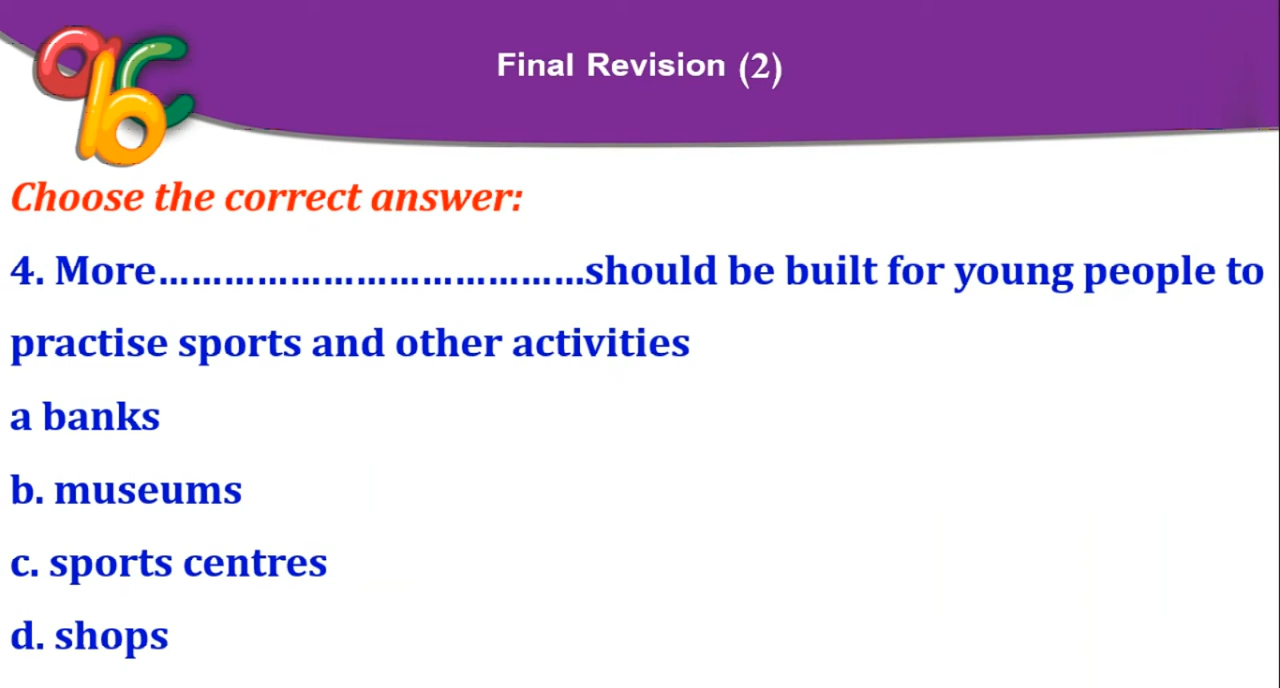 abc
Final Revision (2)
Choose the correct answer:
4. More.......................................should be built for young people to
practise sports and other activities
a banks
b. museums
c. sports centres
d. shops